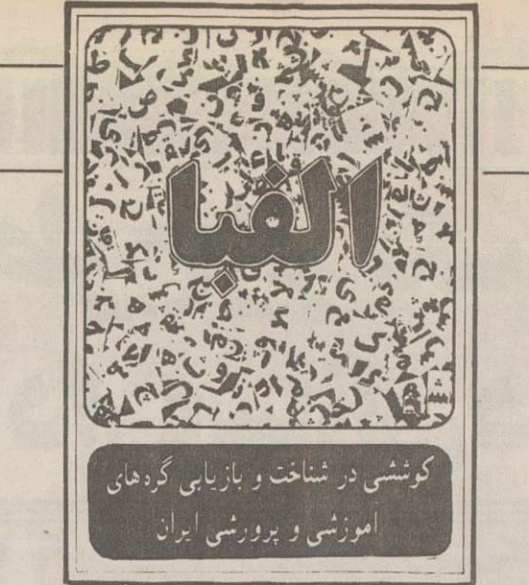 الفبا
کوششی در شناخت و بازیابی گره‌های
اموزشی و پرورشی ایران